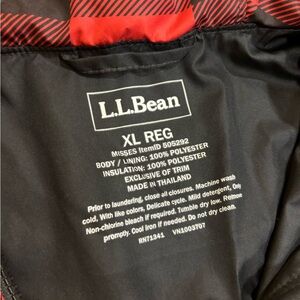 L.L.Bean
XL REG
MISSES ItemID 505292
BODY / LINING: 100% POLYESTER
INSULATION: 100% POLYESTER
EXCLUSIVE OF TRIM
MADE IN THAILAND
Prior to laundering, close all closures. Machine wash
cold. With like colors. Delicate cycle. Mild detergent. Only
Non-chlorine bleach if required. Tumble dry low. Remove
promptly. Cool iron if needed. Do not dry clean.
RN71341 VN1003707